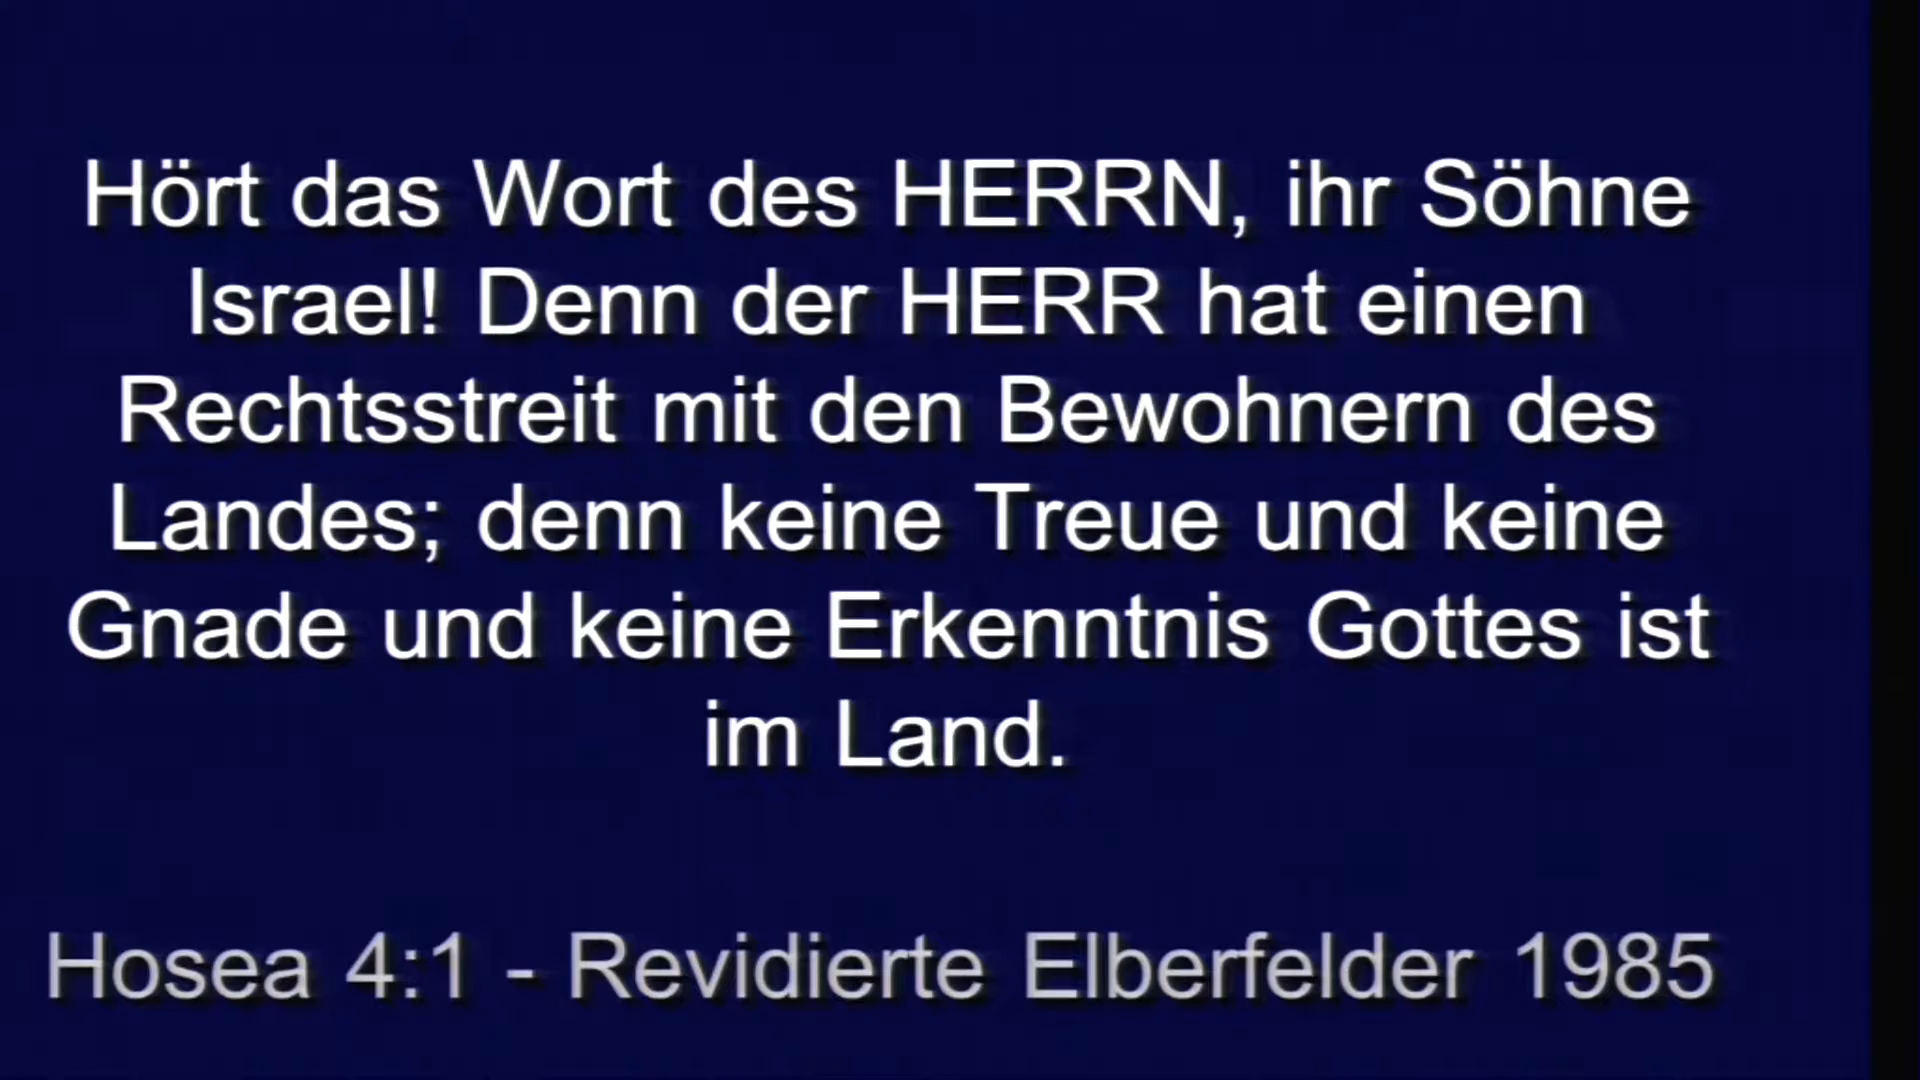 Hört das Wort des HERRN, ihr Söhne
Israel! Denn der HERR hat einen
Rechtsstreit mit den Bewohnern des
Landes; denn keine Treue und keine
Gnade und keine Erkenntnis Gottes ist
im Land.
Hosea 4:1 - Revidierte Elberfelder 1985